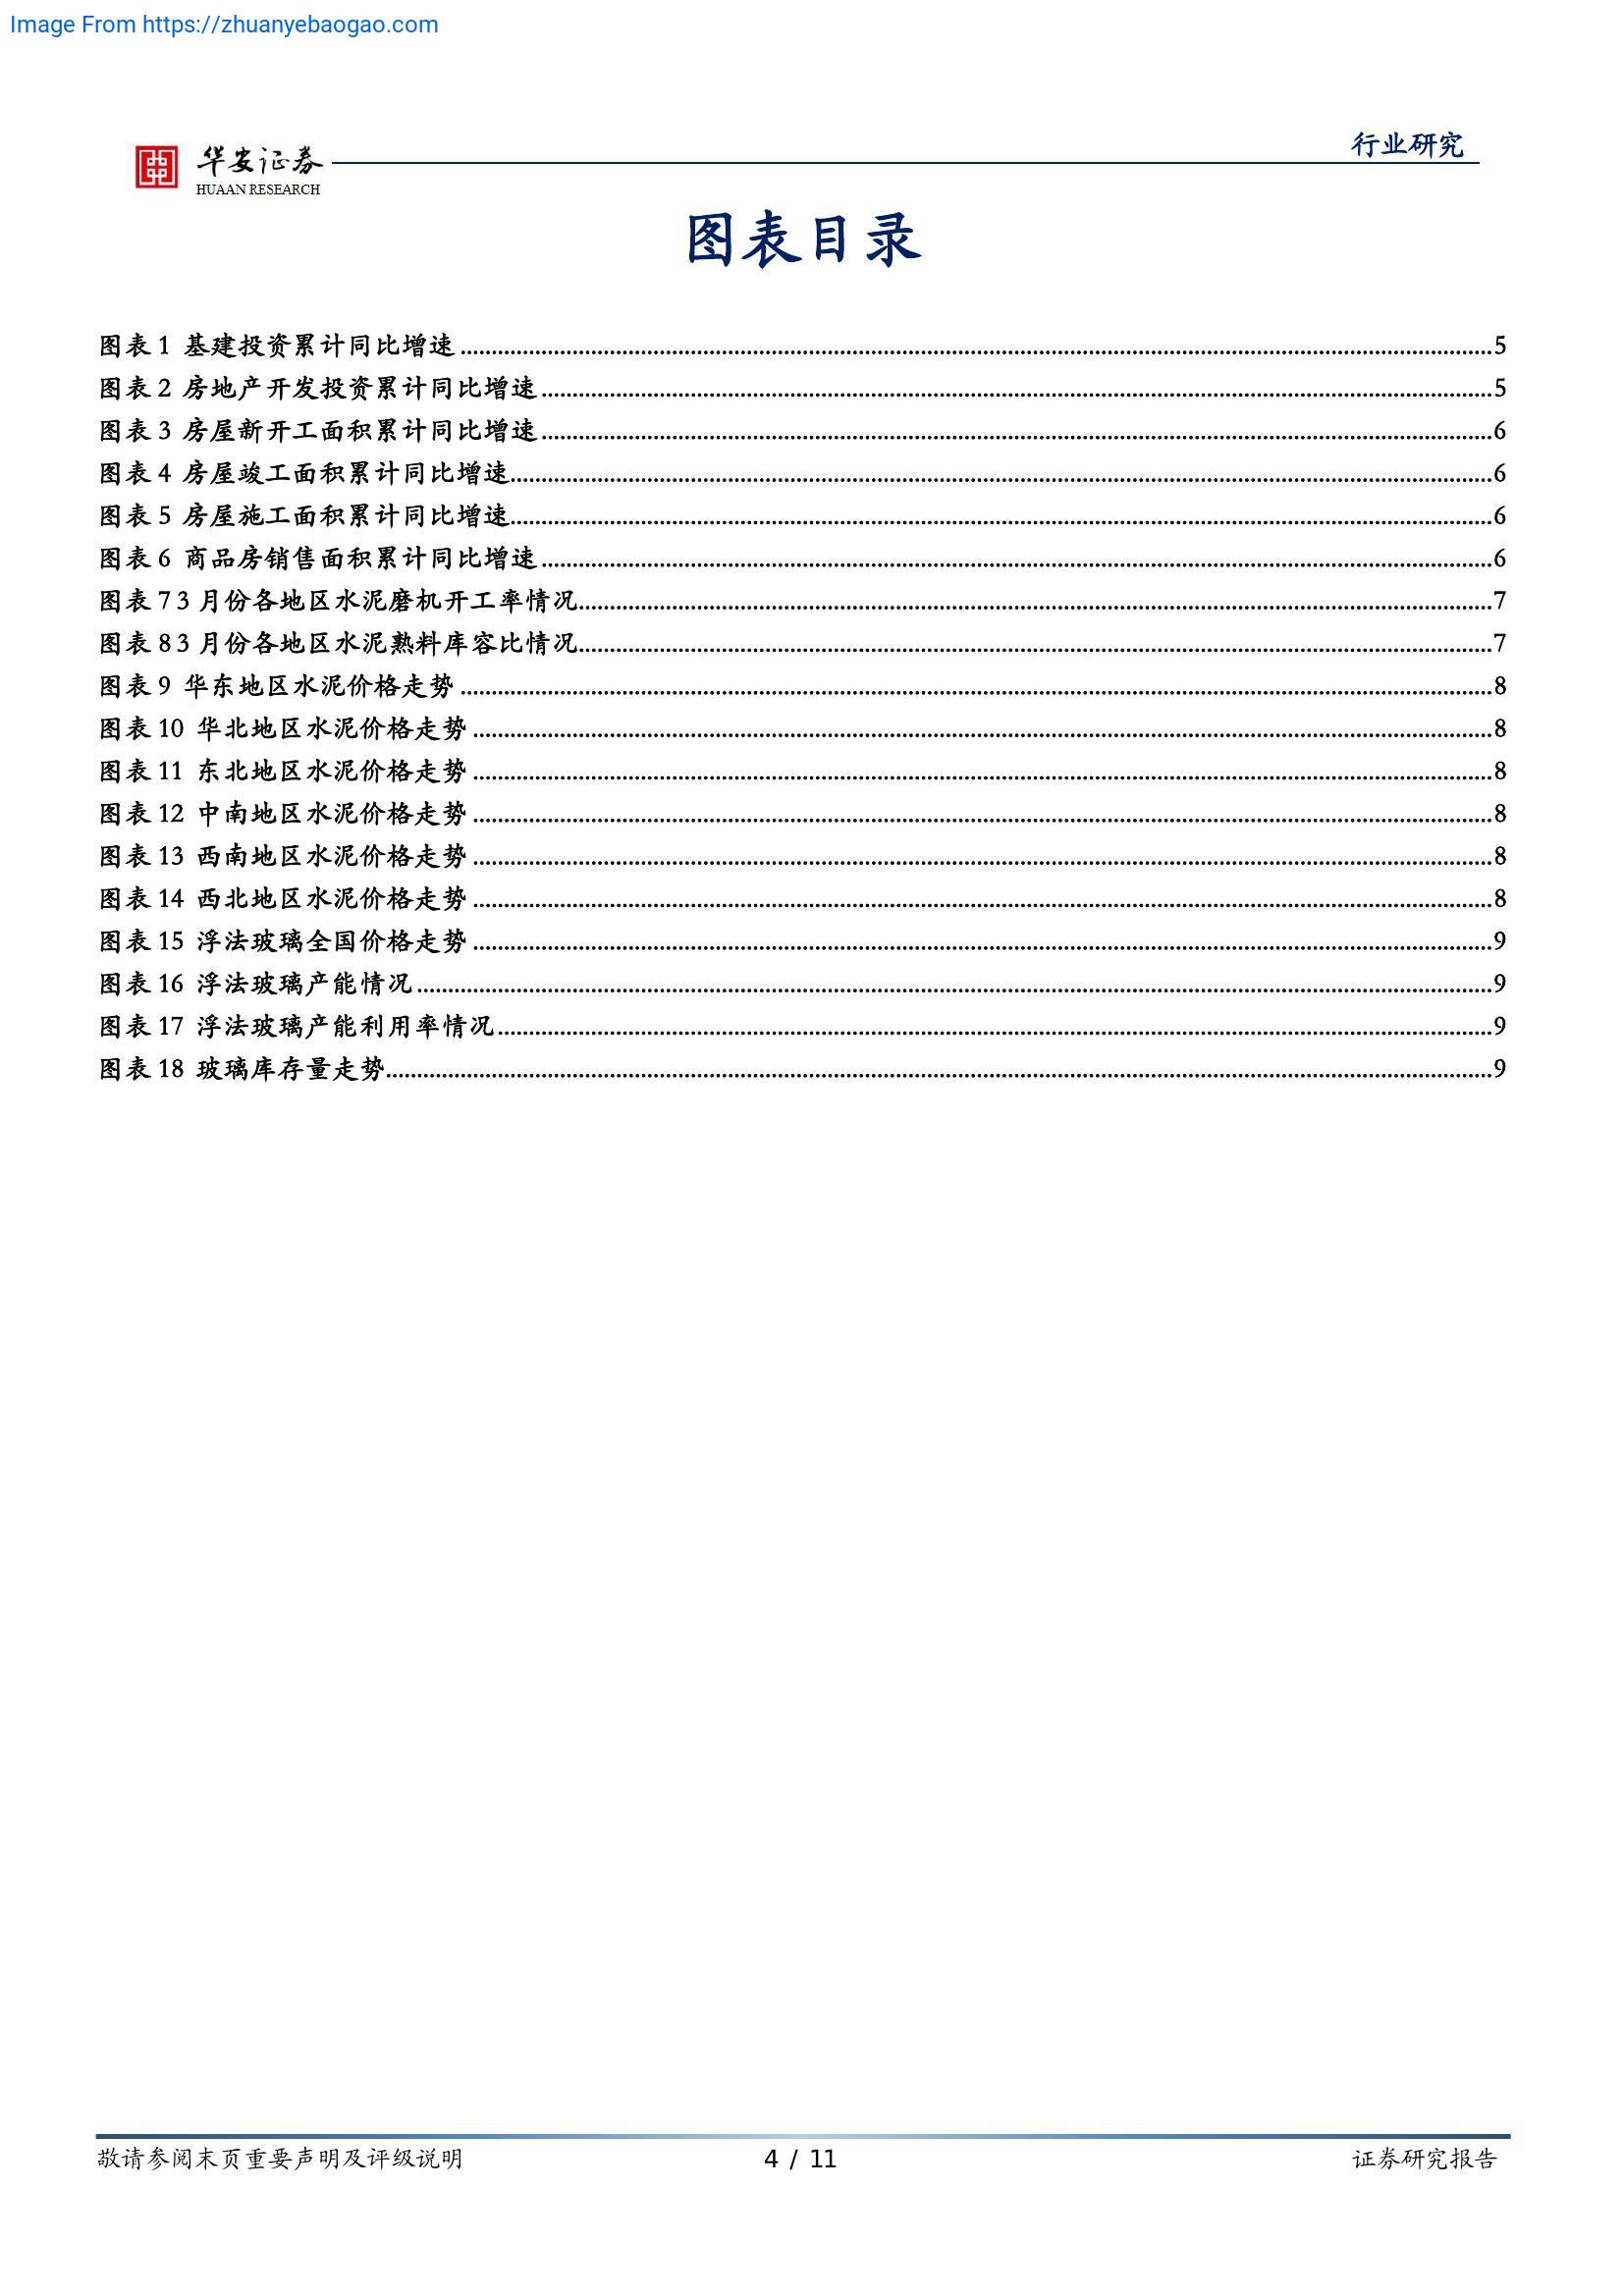 Image From https://zhuanyebaogao.com
行业研究
华安证券
HUAAN RESEARCH
图表目录
图表 1 基建投资累计同比增速 ........ 5
图表 2 房地产开发投资累计同比增速 ........ 5
图表 3 房屋新开工面积累计同比增速 ........ 6
图表 4 房屋竣工面积累计同比增速 ........ 6
图表 5 房屋施工面积累计同比增速 ........ 6
图表 6 商品房销售面积累计同比增速 ........ 6
图表 7 3 月份各地区水泥磨机开工率情况 ........ 7
图表 8 3 月份各地区水泥熟料库容比情况 ........ 7
图表 9 华东地区水泥价格走势 ........ 8
图表 10 华北地区水泥价格走势 ........ 8
图表 11 东北地区水泥价格走势 ........ 8
图表 12 中南地区水泥价格走势 ........ 8
图表 13 西南地区水泥价格走势 ........ 8
图表 14 西北地区水泥价格走势 ........ 8
图表 15 浮法玻璃全国价格走势 ........ 9
图表 16 浮法玻璃产能情况 ........ 9
图表 17 浮法玻璃产能利用率情况 ........ 9
图表 18 玻璃库存量走势 ........ 9
敬请参阅末页重要声明及评级说明 4 / 11 证券研究报告